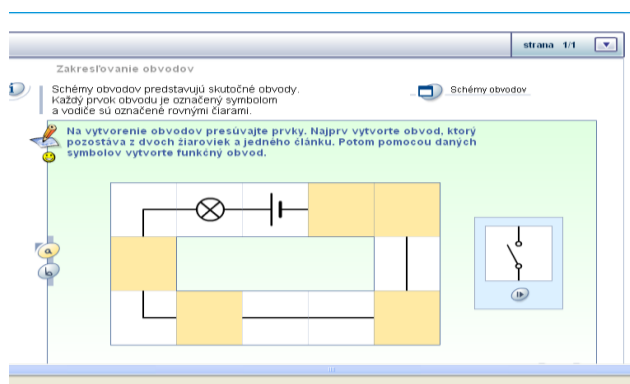 strana 1/1
Zakresľovanie obvodov
Schémy obvodov predstavujú skutočné obvody.
Každý prvok obvodu je označený symbolom
a vodiče sú označené rovnými čiarami.
Schémy obvodov
Na vytvorenie obvodov presúvajte prvky. Najprv vytvorte obvod, ktorý
pozostáva z dvoch žiaroviek a jedného článku. Potom pomocou daných
symbolov vytvorte funkčný obvod.
a
b